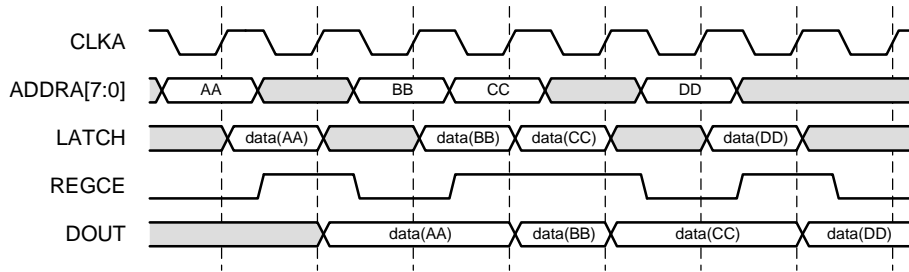 CLKA
ADDRA[7:0] AA BB CC DD
LATCH data(AA) data(BB) data(CC) data(DD)
REGCE
DOUT data(AA) data(BB) data(CC) data(DD)